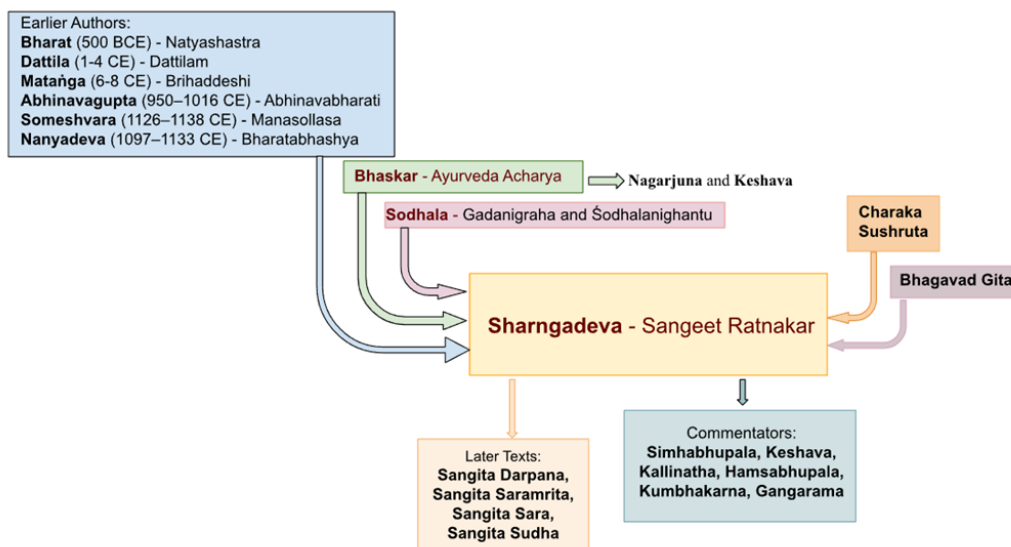 Earlier Authors:
Bharat (500 BCE) - Natyashastra
Dattila (1-4 CE) - Dattilam
Mataṅga (6-8 CE) - Brihaddeshi
Abhinavagupta (950–1016 CE) - Abhinavabharati
Someshvara (1126–1138 CE) - Manasollasa
Nanyadeva (1097–1133 CE) - Bharatabhashya
Bhaskar - Ayurveda Acharya
Nagarjuna and Keshava
Sodhala - Gadanigraha and Śodhalanighantu
Charaka
Sushruta
Bhagavad Gita
Sharngadeva - Sangeet Ratnakar
Later Texts:
Sangita Darpana,
Sangita Saramrita,
Sangita Sara,
Sangita Sudha
Commentators:
Simhabhupala, Keshava,
Kallinatha, Hamsabhupala,
Kumbhakarna, Gangarama